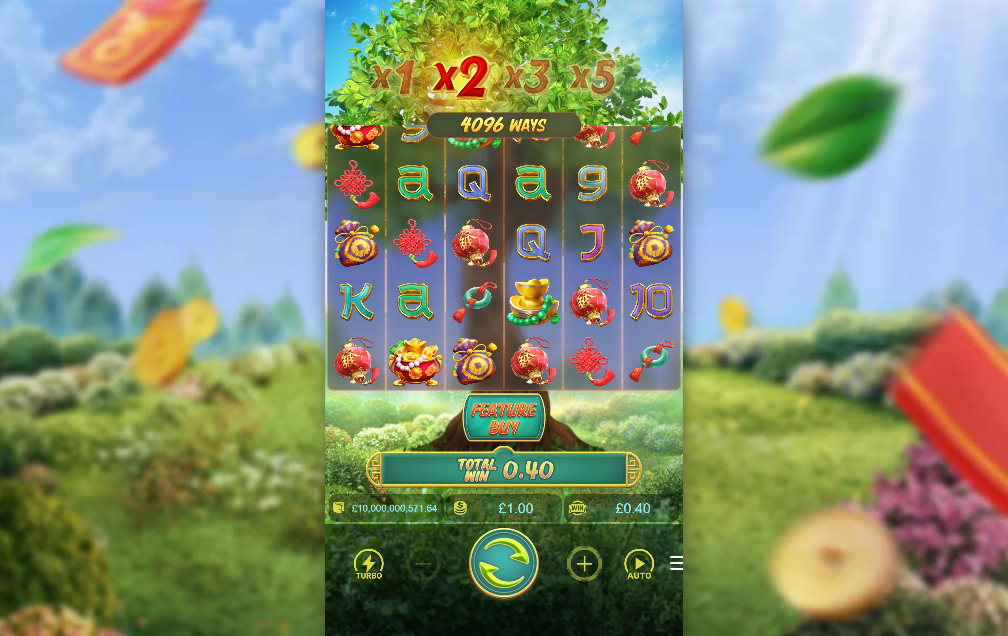 x1 x2 x3 x5
4096 WAYS
a Q a 9
Q J
K a 10
FEATURE
BUY
TOTAL
WIN 0.40
£10,000,000,571.64 £1.00 WIN £0.40
TURBO AUTO